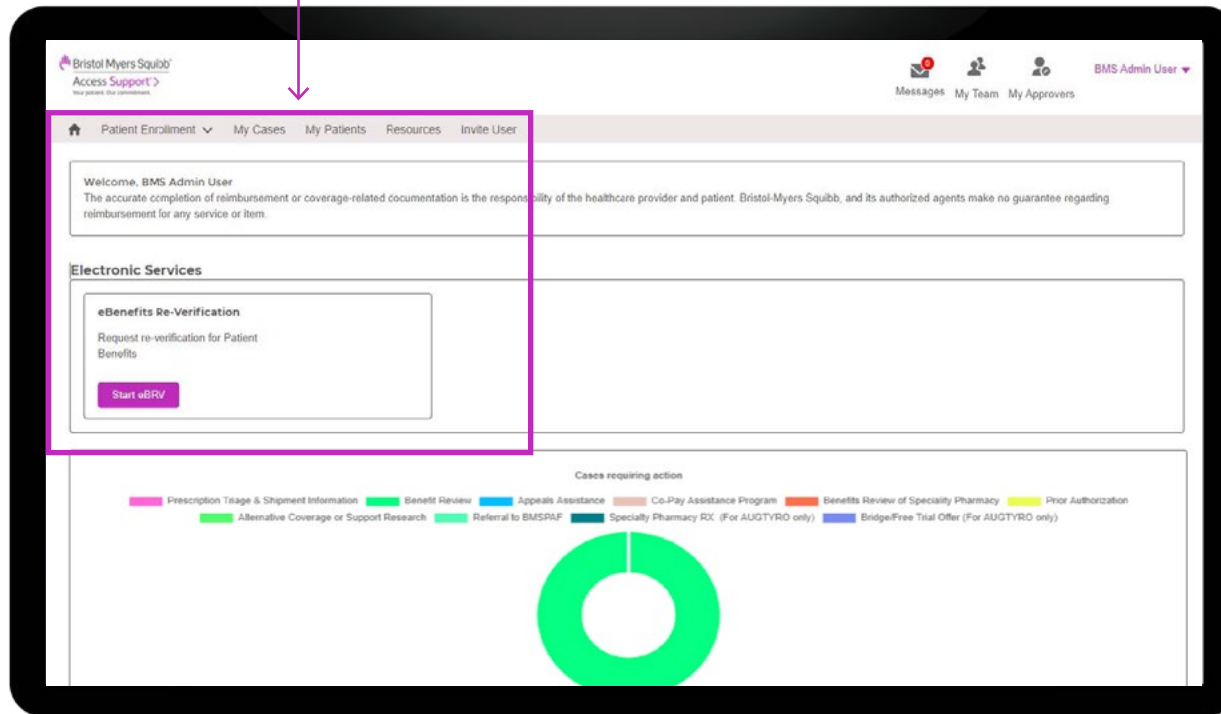 Bristol Myers Squibb™
Access Support®
Your patient. Our commitment.
0
Messages
My Team
My Approvers
BMS Admin User
Patient Enrollment
My Cases
My Patients
Resources
Invite User
Welcome, BMS Admin User
The accurate completion of reimbursement or coverage-related documentation is the responsibility of the healthcare provider and patient. Bristol-Myers Squibb, and its authorized agents make no guarantee regarding
reimbursement for any service or item.
Electronic Services
eBenefits Re-Verification
Request re-verification for Patient
Benefits
Start eBRV
Cases requiring action
Prescription Triage & Shipment Information
Benefit Review
Appeals Assistance
Co-Pay Assistance Program
Benefits Review of Speciality Pharmacy
Prior Authorization
Alternative Coverage or Support Research
Referral to BMSPAF
Specialty Pharmacy RX (For AUGTYRO only)
Bridge/Free Trial Offer (For AUGTYRO only)